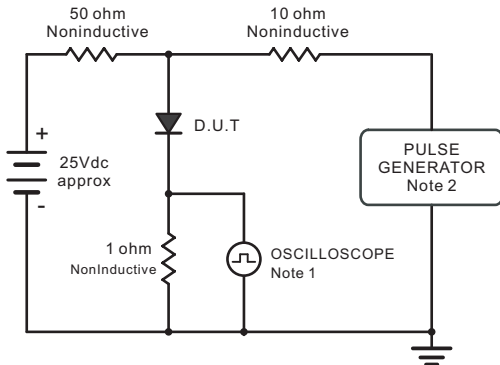 50 ohm
Noninductive
10 ohm
Noninductive
D.U.T
+
25Vdc
approx
-
PULSE
GENERATOR
Note 2
1 ohm
NonInductive
OSCILLOSCOPE
Note 1